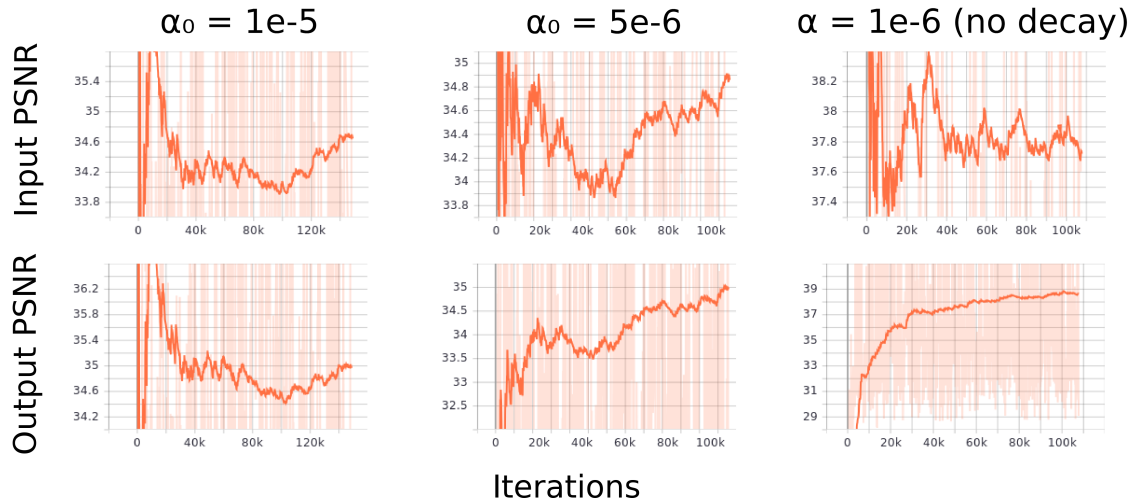 α₀ = 1e-5
α₀ = 5e-6
α = 1e-6 (no decay)
Input PSNR
35.4
35
34.6
34.2
33.8
0 40k 80k 120k
35
34.8
34.6
34.4
34.2
34
33.8
0 20k 40k 60k 80k 100k
38.2
38
37.8
37.6
37.4
0 20k 40k 60k 80k 100k
Output PSNR
36.2
35.8
35.4
35
34.6
34.2
0 40k 80k 120k
35
34.5
34
33.5
33
32.5
0 20k 40k 60k 80k 100k
39
37
35
33
31
29
0 20k 40k 60k 80k 100k
Iterations